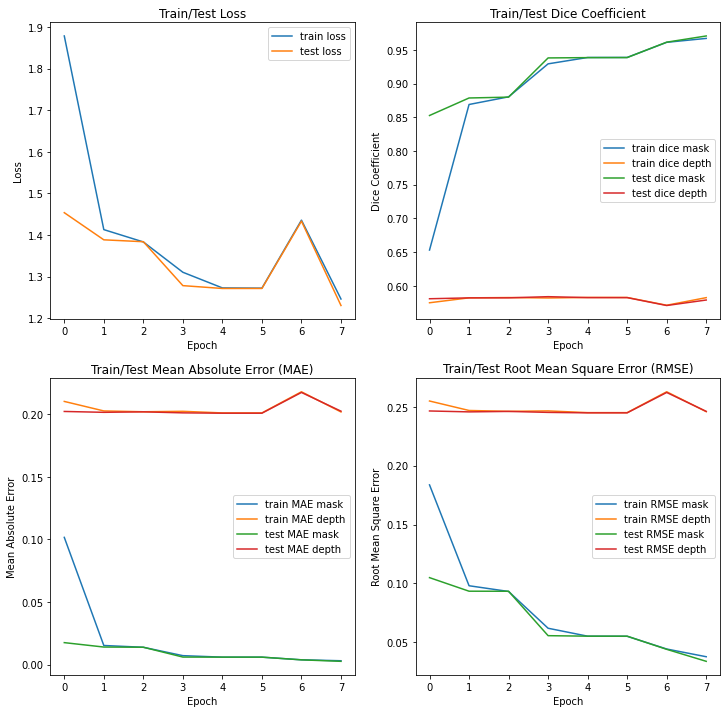 Train/Test Loss
1.9
1.8
1.7
1.6
1.5
1.4
1.3
1.2
Loss
0 1 2 3 4 5 6 7
Epoch
train loss
test loss
Train/Test Dice Coefficient
0.95
0.90
0.85
0.80
0.75
0.70
0.65
0.60
Dice Coefficient
0 1 2 3 4 5 6 7
Epoch
train dice mask
train dice depth
test dice mask
test dice depth
Train/Test Mean Absolute Error (MAE)
0.20
0.15
0.10
0.05
0.00
Mean Absolute Error
0 1 2 3 4 5 6 7
Epoch
train MAE mask
train MAE depth
test MAE mask
test MAE depth
Train/Test Root Mean Square Error (RMSE)
0.25
0.20
0.15
0.10
0.05
Root Mean Square Error
0 1 2 3 4 5 6 7
Epoch
train RMSE mask
train RMSE depth
test RMSE mask
test RMSE depth